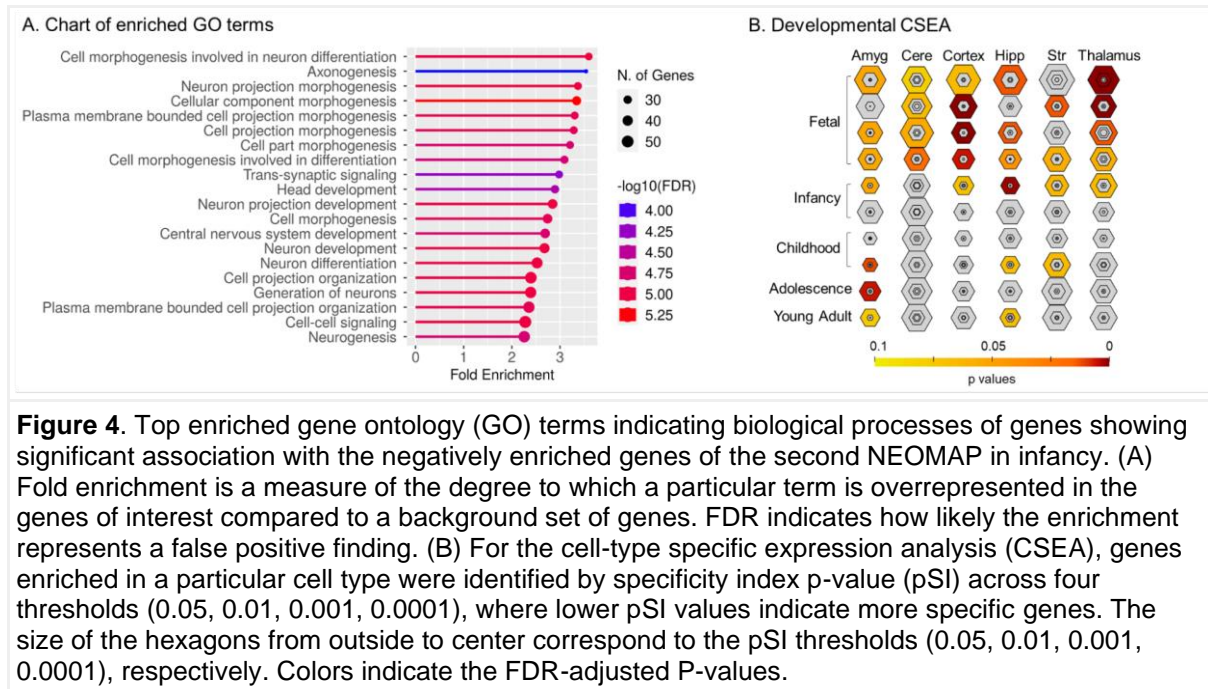 A. Chart of enriched GO terms
Cell morphogenesis involved in neuron differentiation
Axonogenesis
Neuron projection morphogenesis
Cellular component morphogenesis
Plasma membrane bounded cell projection morphogenesis
Cell projection morphogenesis
Cell part morphogenesis
Cell morphogenesis involved in differentiation
Trans-synaptic signaling
Head development
Neuron projection development
Cell morphogenesis
Central nervous system development
Neuron development
Neuron differentiation
Cell projection organization
Generation of neurons
Plasma membrane bounded cell projection organization
Cell-cell signaling
Neurogenesis
0 1 2 3
Fold Enrichment
N. of Genes
30
40
50
-log10(FDR)
4.00
4.25
4.50
4.75
5.00
5.25
B. Developmental CSEA
Amyg Cere Cortex Hipp Str Thalamus
Fetal
Infancy
Childhood
Adolescence
Young Adult
0.1 0.05 0
p values
Figure 4. Top enriched gene ontology (GO) terms indicating biological processes of genes showing
significant association with the negatively enriched genes of the second NEOMAP in infancy. (A)
Fold enrichment is a measure of the degree to which a particular term is overrepresented in the
genes of interest compared to a background set of genes. FDR indicates how likely the enrichment
represents a false positive finding. (B) For the cell-type specific expression analysis (CSEA), genes
enriched in a particular cell type were identified by specificity index p-value (pSI) across four
thresholds (0.05, 0.01, 0.001, 0.0001), where lower pSI values indicate more specific genes. The
size of the hexagons from outside to center correspond to the pSI thresholds (0.05, 0.01, 0.001,
0.0001), respectively. Colors indicate the FDR-adjusted P-values.